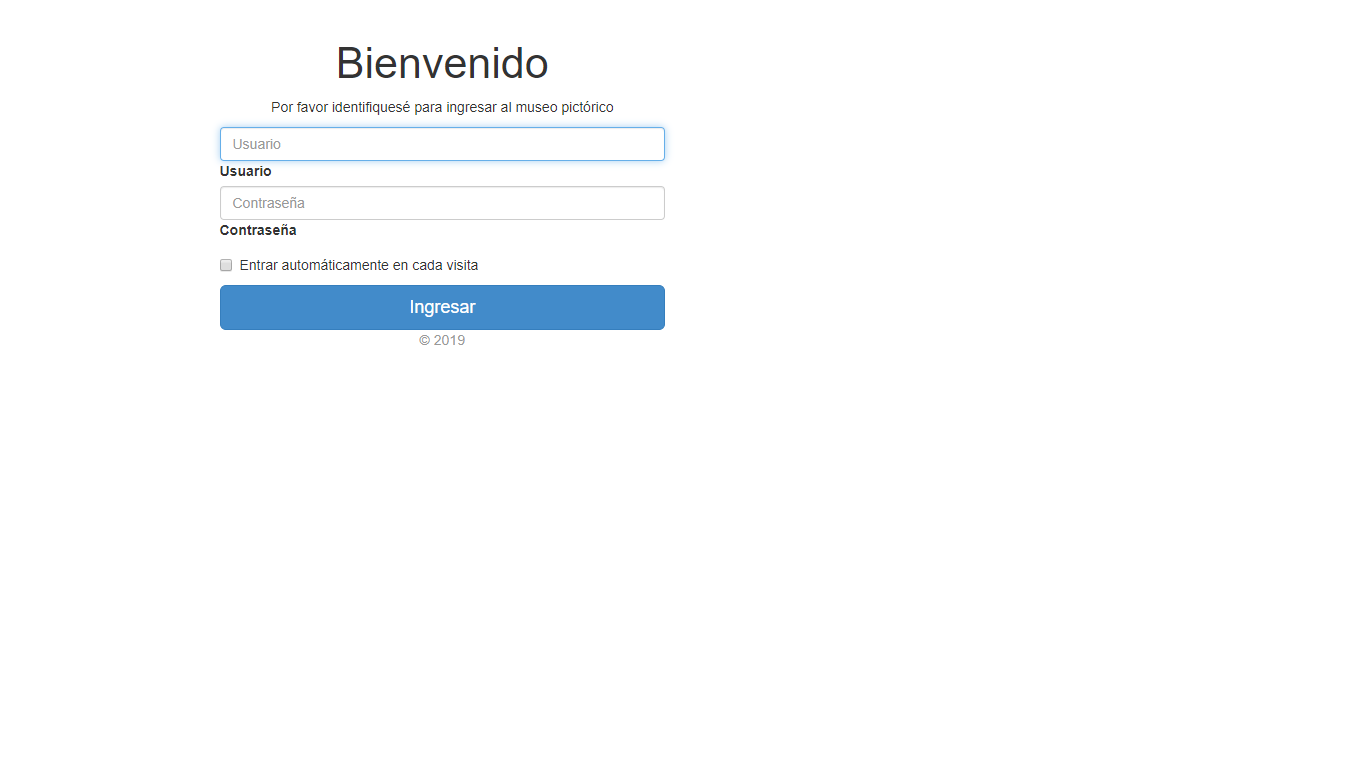 Bienvenido
Por favor identifiquesé para ingresar al museo pictórico
Usuario
Usuario
Contraseña
Contraseña
Entrar automáticamente en cada visita
Ingresar
© 2019